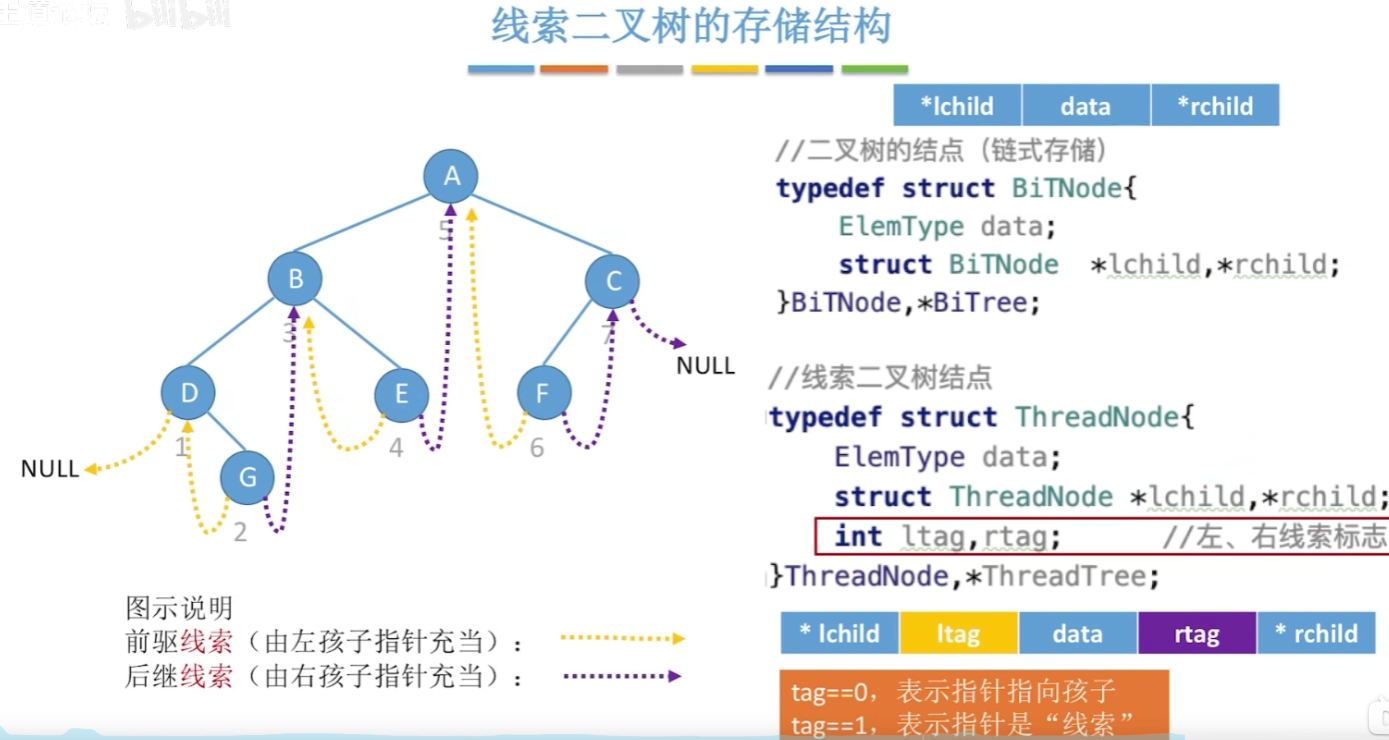 bilibili
线索二叉树的存储结构
*lchild data *rchild
//二叉树的结点（链式存储）
typedef struct BiTNode{
ElemType data;
struct BiTNode *lchild,*rchild;
}BiTNode,*BiTree;
A
5
B
C
3
7
NULL
D
E
F
1
4
6
NULL
G
2
//线索二叉树结点
typedef struct ThreadNode{
ElemType data;
struct ThreadNode *lchild,*rchild;
int ltag,rtag; //左、右线索标志
}ThreadNode,*ThreadTree;
图示说明
前驱线索（由左孩子指针充当）：
后继线索（由右孩子指针充当）：
* lchild ltag data rtag * rchild
tag==0，表示指针指向孩子
tag==1，表示指针是“线索”